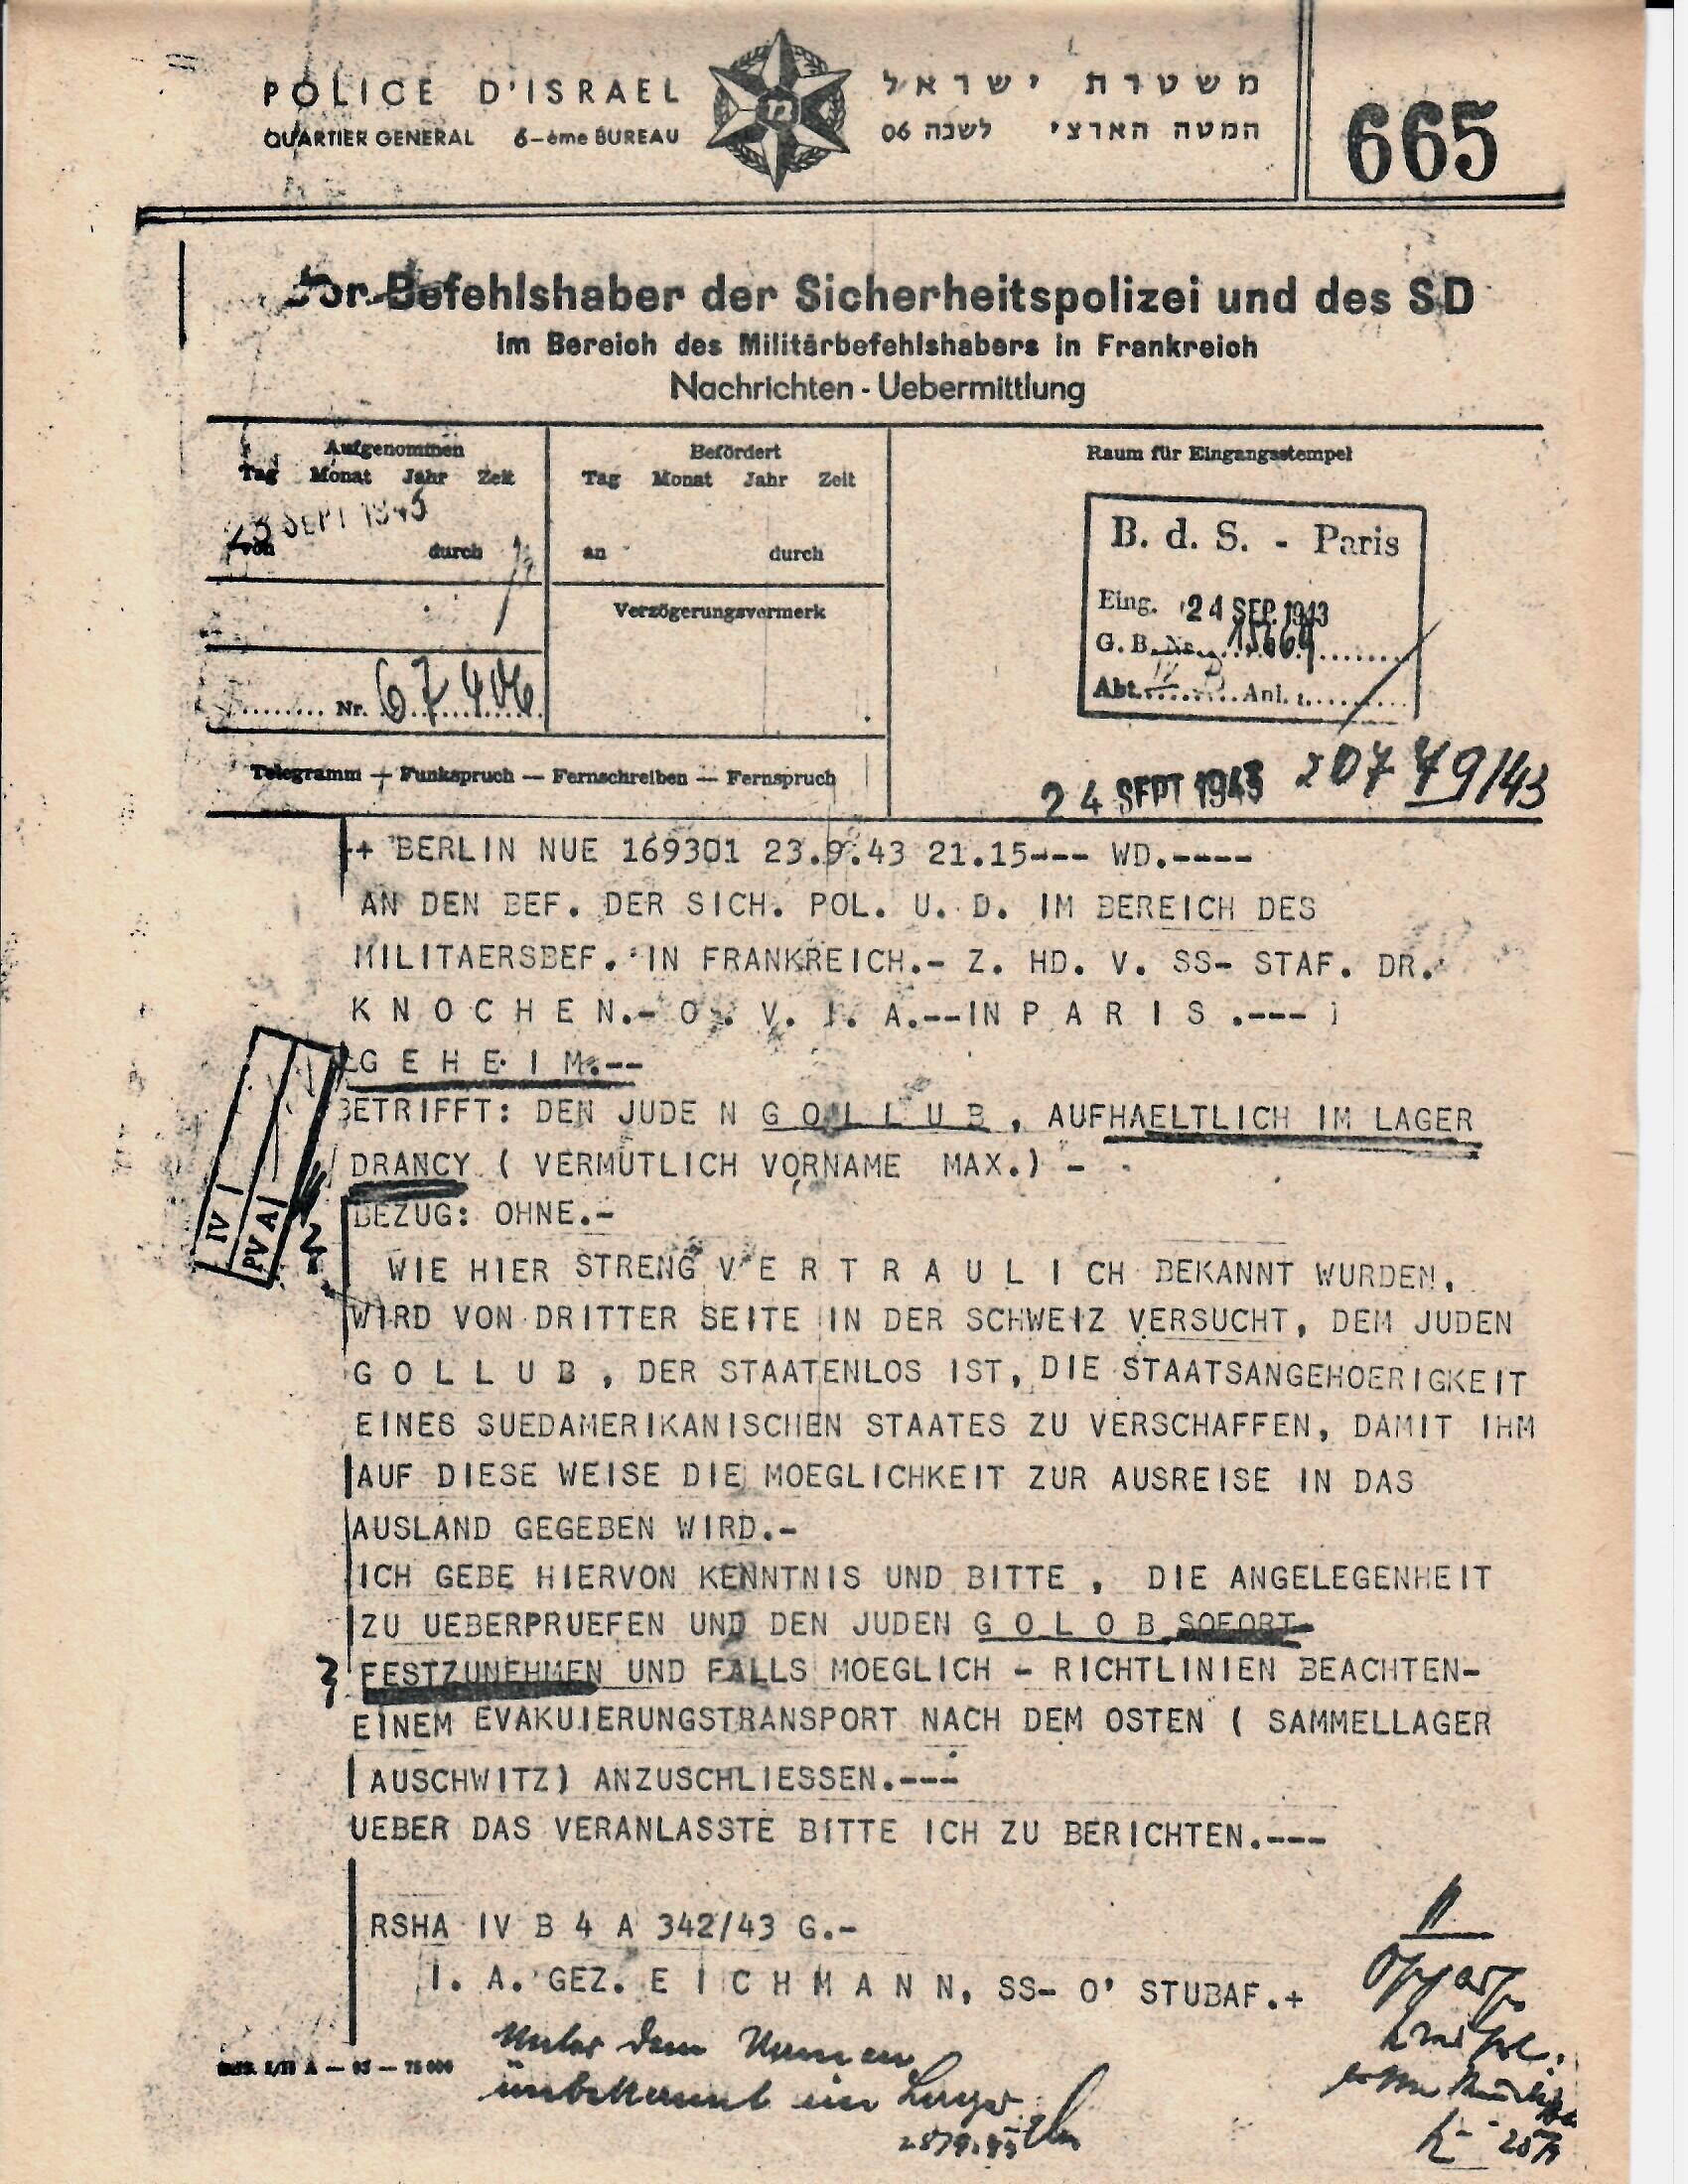 POLICE D'ISRAEL
QUARTIER GENERAL 6-ème BUREAU
משטרת ישראל
המטה הארצי לשכה 06
665
Befehlshaber der Sicherheitspolizei und des SD
im Bereich des Militärbefehlshabers in Frankreich
Nachrichten - Uebermittlung
Aufgenommen
Tag Monat Jahr Zeit
23 SEPT 1943
von durch
Nr. 67406
Befördert
Tag Monat Jahr Zeit
an durch
Verzögerungsvermerk
Raum für Eingangsstempel
B. d. S. - Paris
Eing. 24 SEP. 1943
G. B. Nr. 15664
Abt. Anl.
Telegramm — Funkspruch — Fernschreiben — Fernspruch
24 SEPT 1943 20779/43
+ BERLIN NUE 169301 23.9.43 21.15--- WD.----
AN DEN BEF. DER SICH. POL. U. D. IM BEREICH DES
MILITAERSBEF. IN FRANKREICH.- Z. HD. V. SS- STAF. DR.
K N O C H E N.- O. V. I. A.--IN P A R I S .---
G E H E I M.--
BETRIFFT: DEN JUDE N G O L L U B , AUFHAELTLICH IM LAGER
DRANCY ( VERMUTLICH VORNAME MAX.) -
BEZUG: OHNE.-
IV
PV A
WIE HIER STRENG V E R T R A U L I CH BEKANNT WURDEN,
WIRD VON DRITTER SEITE IN DER SCHWEIZ VERSUCHT, DEM JUDEN
G O L L U B , DER STAATENLOS IST, DIE STAATSANGEHOERIGKEIT
EINES SUEDAMERIKANISCHEN STAATES ZU VERSCHAFFEN, DAMIT IHM
AUF DIESE WEISE DIE MOEGLICHKEIT ZUR AUSREISE IN DAS
AUSLAND GEGEBEN WIRD.-
ICH GEBE HIERVON KENNTNIS UND BITTE , DIE ANGELEGENHEIT
ZU UEBERPRUEFEN UND DEN JUDEN G O L O B SOFORT
FESTZUNEHMEN UND FALLS MOEGLICH - RICHTLINIEN BEACHTEN-
EINEM EVAKUIERUNGSTRANSPORT NACH DEM OSTEN ( SAMMELLAGER
AUSCHWITZ) ANZUSCHLIESSEN.---
UEBER DAS VERANLASSTE BITTE ICH ZU BERICHTEN.---
RSHA IV B 4 A 342/43 G.-
I. A. GEZ. E I C H M A N N, SS- O' STUBAF.+
Unter dem Namen
unbekannt im Lager